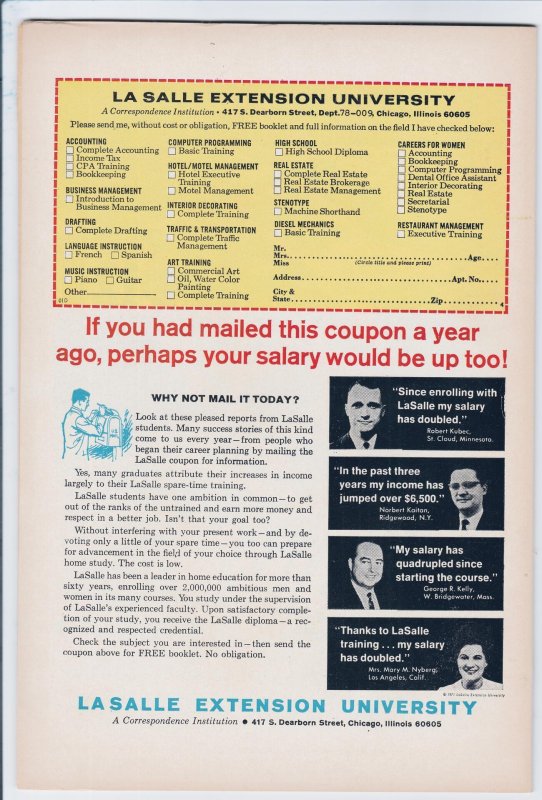 LA SALLE EXTENSION UNIVERSITY
A Correspondence Institution • 417 S. Dearborn Street, Dept.78-009, Chicago, Illinois 60605
Please send me, without cost or obligation, FREE booklet and full information on the field I have checked below:
ACCOUNTING
Complete Accounting
Income Tax
CPA Training
Bookkeeping
BUSINESS MANAGEMENT
Introduction to
Business Management
DRAFTING
Complete Drafting
LANGUAGE INSTRUCTION
French Spanish
MUSIC INSTRUCTION
Piano Guitar
Other
010
COMPUTER PROGRAMMING
Basic Training
HOTEL/MOTEL MANAGEMENT
Hotel Executive
Training
Motel Management
INTERIOR DECORATING
Complete Training
TRAFFIC & TRANSPORTATION
Complete Traffic
Management
ART TRAINING
Commercial Art
Oil, Water Color
Painting
Complete Training
HIGH SCHOOL
High School Diploma
REAL ESTATE
Complete Real Estate
Real Estate Brokerage
Real Estate Management
STENOTYPE
Machine Shorthand
DIESEL MECHANICS
Basic Training
CAREERS FOR WOMEN
Accounting
Bookkeeping
Computer Programming
Dental Office Assistant
Interior Decorating
Real Estate
Secretarial
Stenotype
RESTAURANT MANAGEMENT
Executive Training
Mr.
Mrs. Age
Miss (Circle title and please print)
Address Apt. No.
City &
State Zip 4
If you had mailed this coupon a year
ago, perhaps your salary would be up too!
WHY NOT MAIL IT TODAY?
Look at these pleased reports from LaSalle
students. Many success stories of this kind
come to us every year—from people who
began their career planning by mailing the
LaSalle coupon for information.
Yes, many graduates attribute their increases in income
largely to their LaSalle spare-time training.
LaSalle students have one ambition in common—to get
out of the ranks of the untrained and earn more money and
respect in a better job. Isn't that your goal too?
Without interfering with your present work—and by de-
voting only a little of your spare time—you too can prepare
for advancement in the field of your choice through LaSalle
home study. The cost is low.
LaSalle has been a leader in home education for more than
sixty years, enrolling over 2,000,000 ambitious men and
women in its many courses. You study under the supervision
of LaSalle's experienced faculty. Upon satisfactory comple-
tion of your study, you receive the LaSalle diploma—a rec-
ognized and respected credential.
Check the subject you are interested in—then send the
coupon above for FREE booklet. No obligation.
"Since enrolling with
LaSalle my salary
has doubled."
Robert Kubec,
St. Cloud, Minnesota.
"In the past three
years my income has
jumped over $6,500."
Norbert Kaiton,
Ridgewood, N.Y.
"My salary has
quadrupled since
starting the course."
George R. Kelly,
W. Bridgewater, Mass.
"Thanks to LaSalle
training . . . my salary
has doubled."
Mrs. Mary M. Nyberg,
Los Angeles, Calif.
© 1971 LaSalle Extension University
LASALLE EXTENSION UNIVERSITY
A Correspondence Institution • 417 S. Dearborn Street, Chicago, Illinois 60605